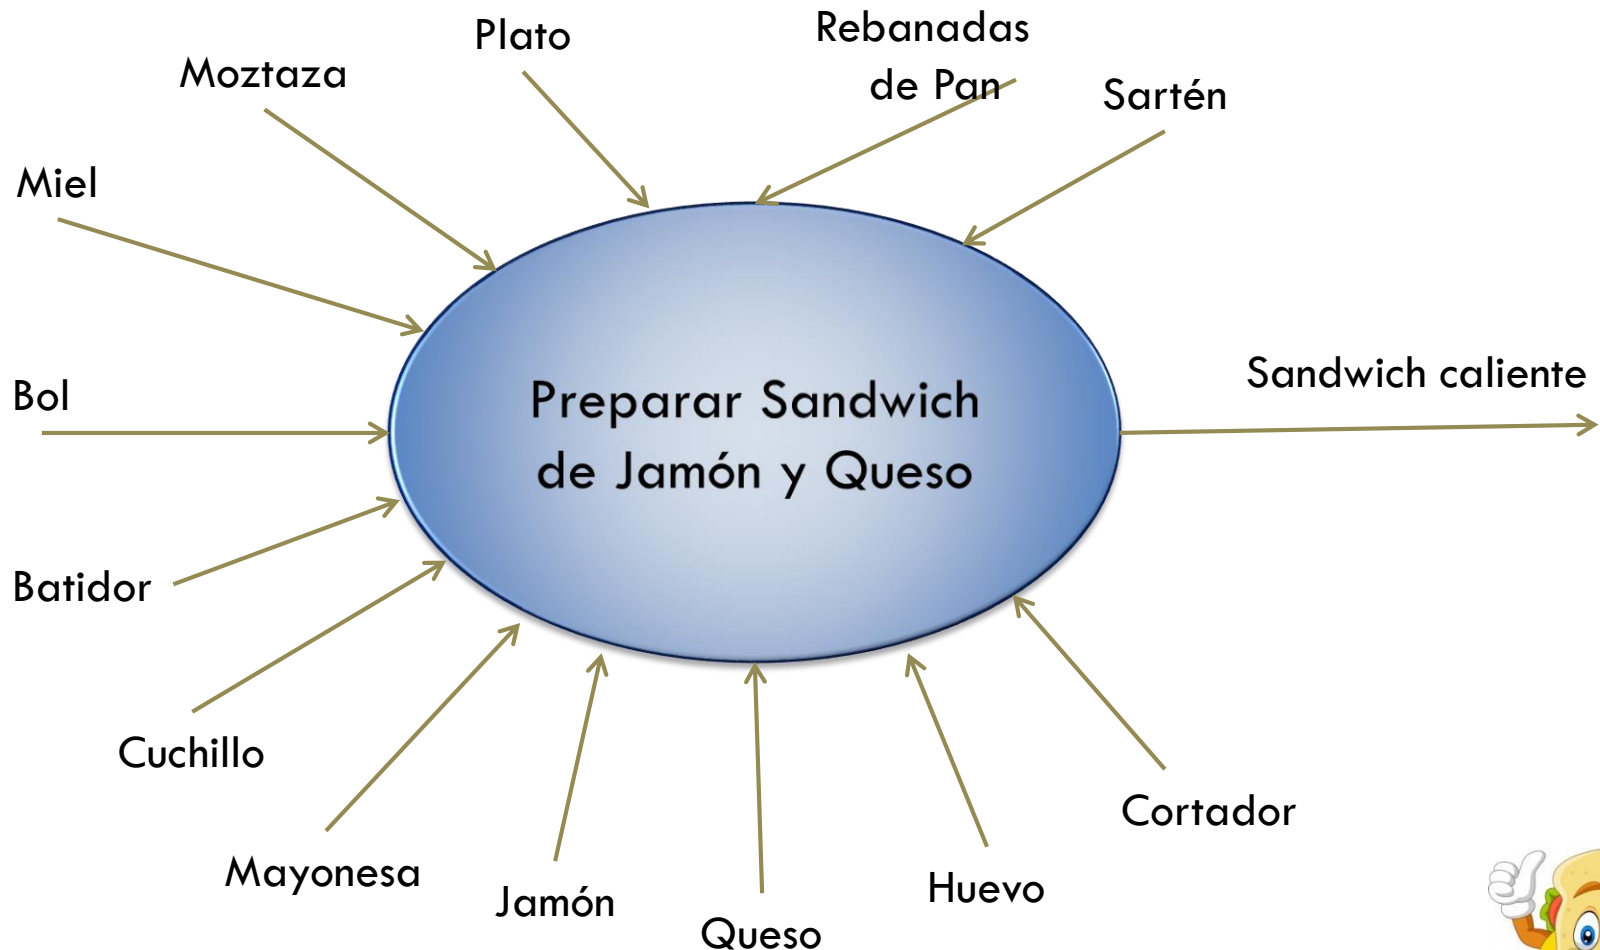 Plato
Rebanadas
de Pan
Moztaza
Sartén
Miel
Sandwich caliente
Bol
Preparar Sandwich
de Jamón y Queso
Batidor
Cuchillo
Cortador
Mayonesa
Jamón
Huevo
Queso